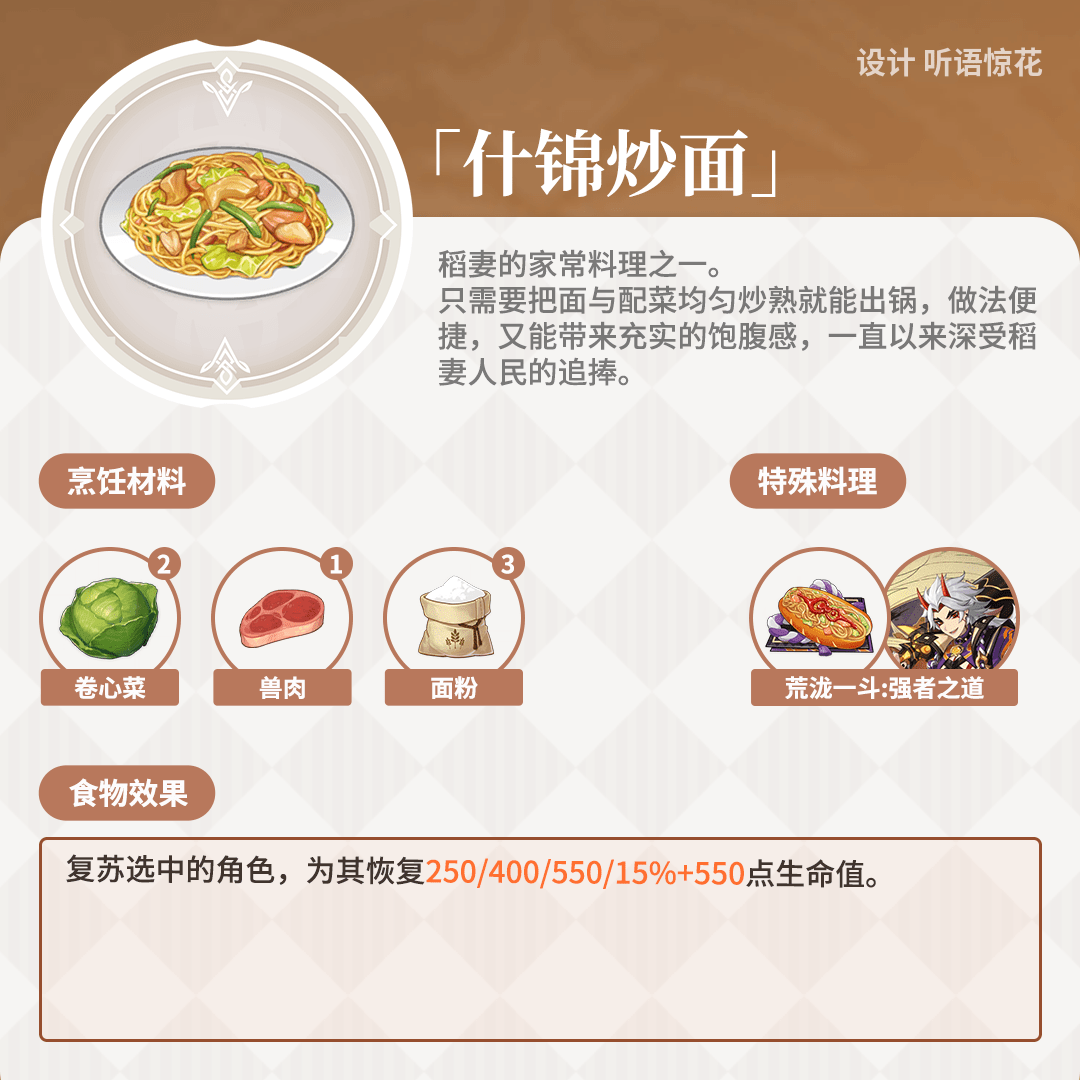 设计 听语惊花
「什锦炒面」
稻妻的家常料理之一。
只需要把面与配菜均匀炒熟就能出锅，做法便
捷，又能带来充实的饱腹感，一直以来深受稻
妻人民的追捧。
烹饪材料
特殊料理
2
1
3
卷心菜
兽肉
面粉
荒泷一斗:强者之道
食物效果
复苏选中的角色，为其恢复250/400/550/15%+550点生命值。